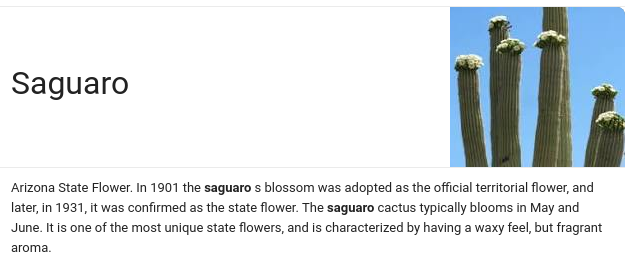 Saguaro
Arizona State Flower. In 1901 the saguaro s blossom was adopted as the official territorial flower, and
later, in 1931, it was confirmed as the state flower. The saguaro cactus typically blooms in May and
June. It is one of the most unique state flowers, and is characterized by having a waxy feel, but fragrant
aroma.